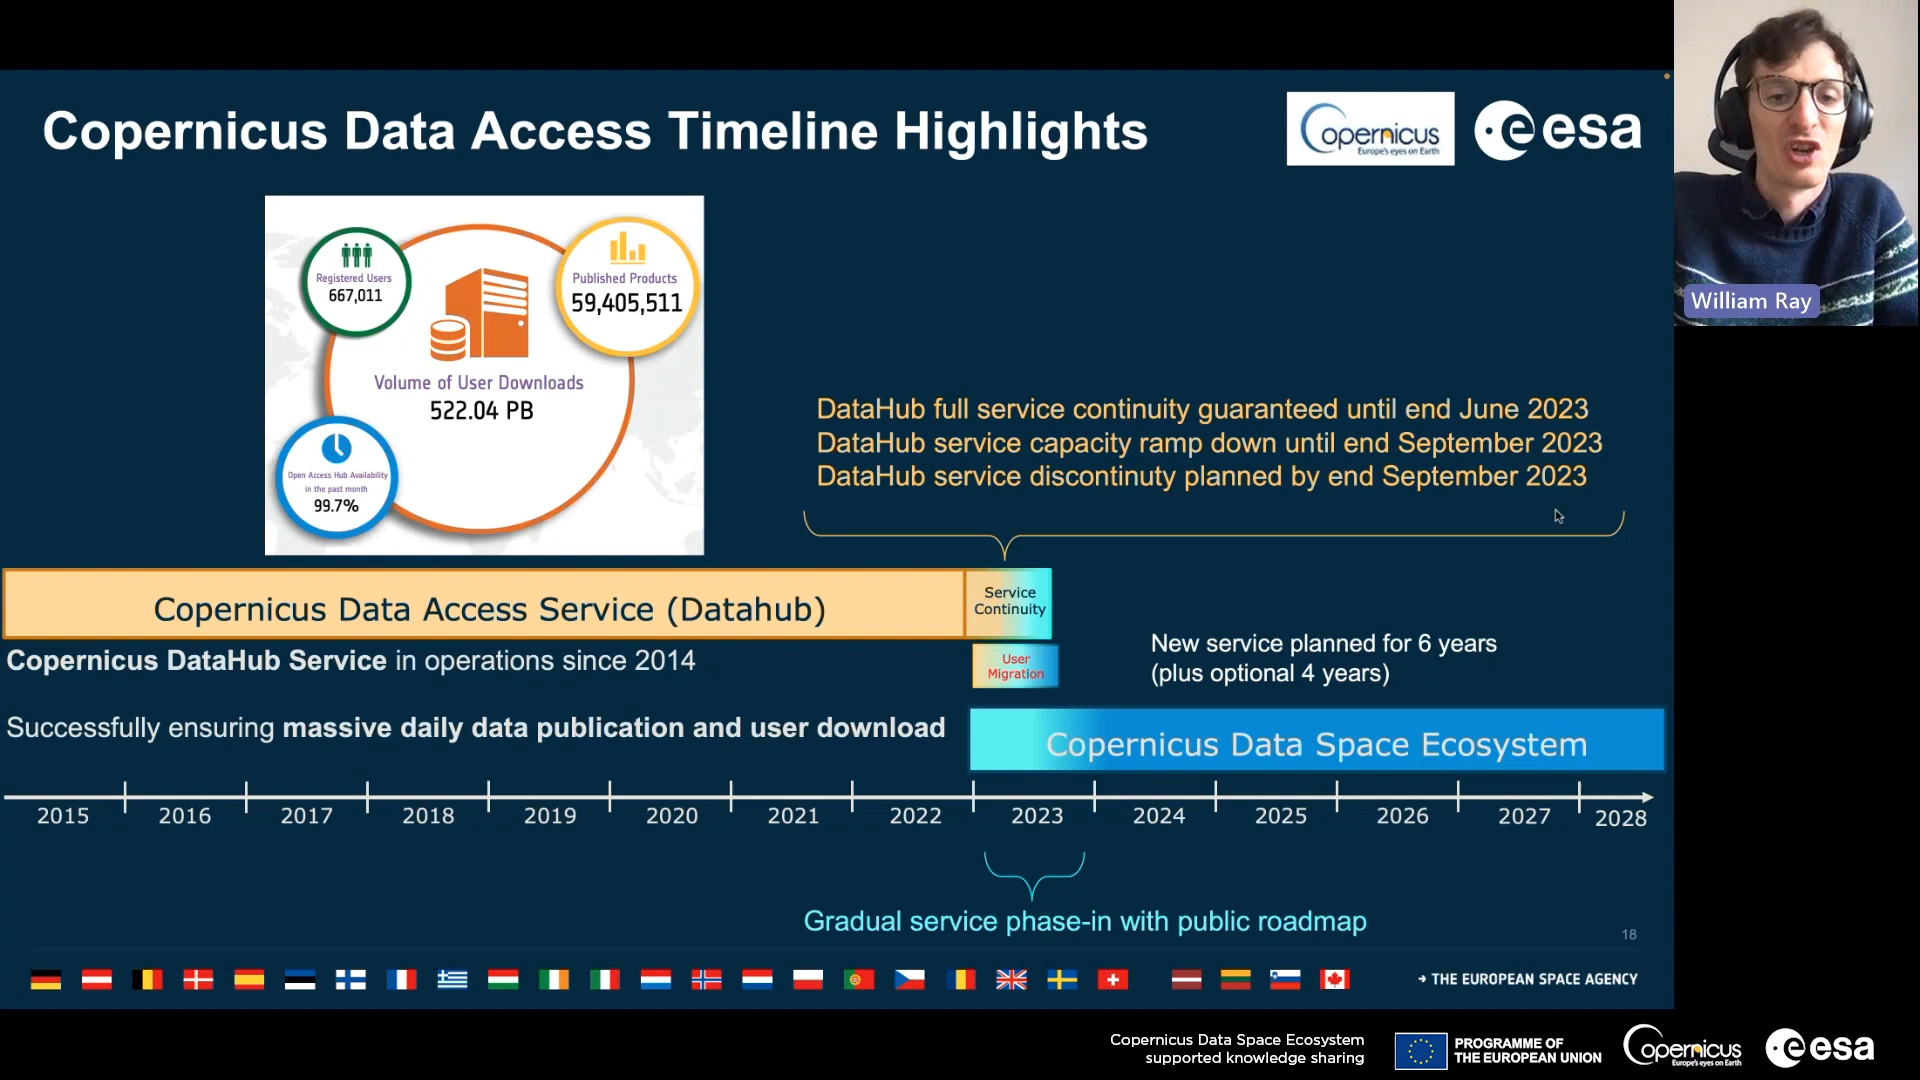 Copernicus Data Access Timeline Highlights
opernicus
Europe's eyes on Earth
esa
William Ray
Registered Users
667,011
Published Products
59,405,511
Volume of User Downloads
522.04 PB
Open Access Hub Availability
in the past month
99.7%
DataHub full service continuity guaranteed until end June 2023
DataHub service capacity ramp down until end September 2023
DataHub service discontinuty planned by end September 2023
Copernicus Data Access Service (Datahub)
Service
Continuity
Copernicus DataHub Service in operations since 2014
User
Migration
New service planned for 6 years
(plus optional 4 years)
Successfully ensuring massive daily data publication and user download
Copernicus Data Space Ecosystem
2015 2016 2017 2018 2019 2020 2021 2022 2023 2024 2025 2026 2027 2028
Gradual service phase-in with public roadmap
18
→ THE EUROPEAN SPACE AGENCY
Copernicus Data Space Ecosystem
supported knowledge sharing
PROGRAMME OF
THE EUROPEAN UNION
opernicus
Europe's eyes on Earth
esa